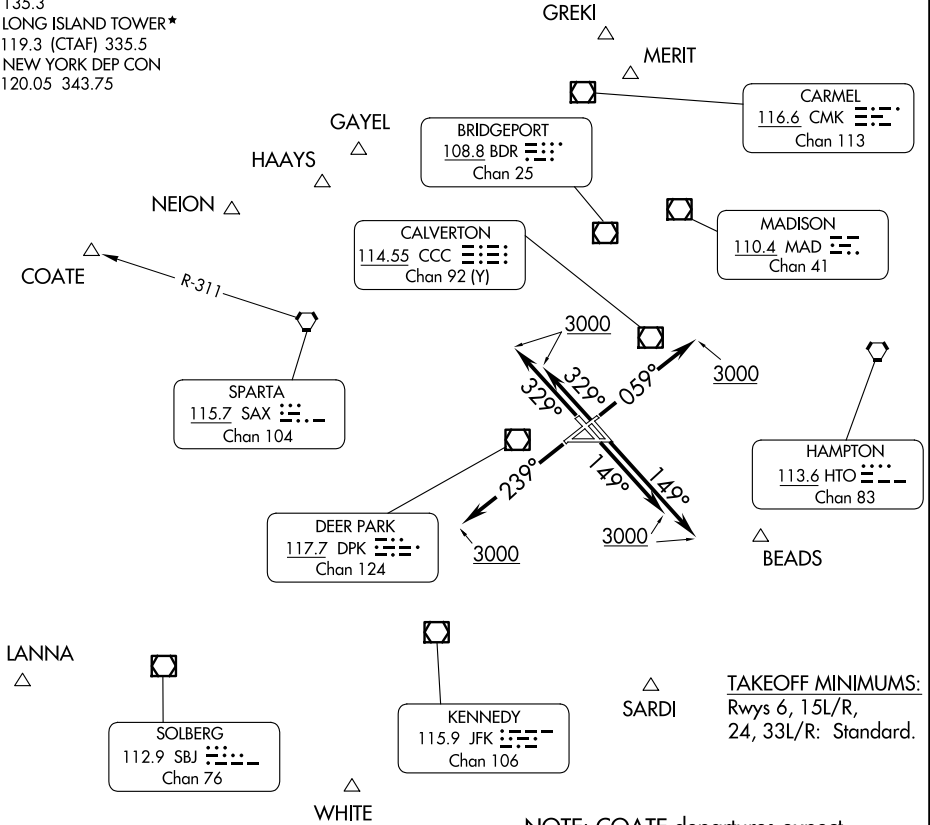 135.3
LONG ISLAND TOWER★
119.3 (CTAF) 335.5
NEW YORK DEP CON
120.05 343.75
GREKI
MERIT
CARMEL
116.6 CMK
Chan 113
GAYEL
BRIDGEPORT
108.8 BDR
Chan 25
HAAYS
NEION
MADISON
110.4 MAD
Chan 41
CALVERTON
114.55 CCC
Chan 92 (Y)
COATE
R-311
3000
3000
329°
329°
059°
SPARTA
115.7 SAX
Chan 104
HAMPTON
113.6 HTO
Chan 83
239°
149°
149°
DEER PARK
117.7 DPK
Chan 124
3000
3000
BEADS
LANNA
SARDI
TAKEOFF MINIMUMS:
Rwys 6, 15L/R,
24, 33L/R: Standard.
SOLBERG
112.9 SBJ
Chan 76
KENNEDY
115.9 JFK
Chan 106
WHITE
NOTE: COATE departures expect